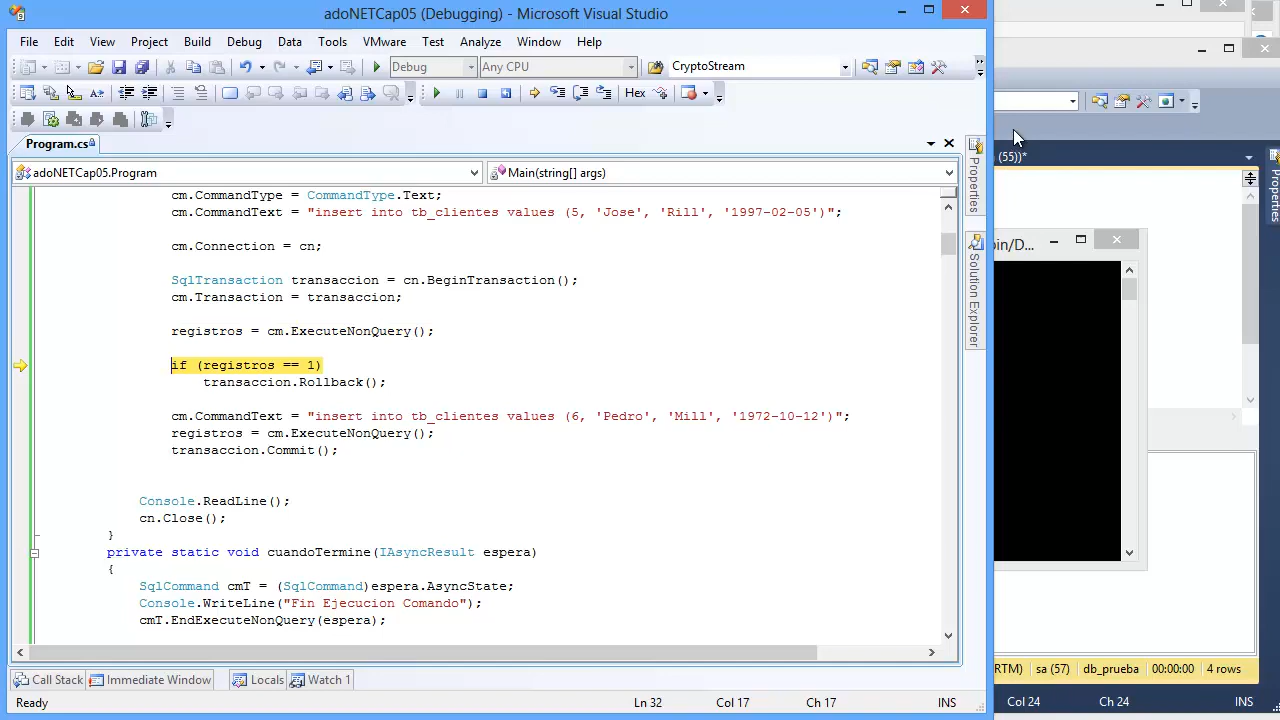 adoNETCap05 (Debugging) - Microsoft Visual Studio
File Edit View Project Build Debug Data Tools VMware Test Analyze Window Help
Debug Any CPU CryptoStream
Hex
Program.cs
(55))*
adoNETCap05.Program Main(string[] args)
Properties
Solution Explorer
Properties
in/D...
cm.CommandType = CommandType.Text;
cm.CommandText = "insert into tb_clientes values (5, 'Jose', 'Rill', '1997-02-05')";
cm.Connection = cn;
SqlTransaction transaccion = cn.BeginTransaction();
cm.Transaction = transaccion;
registros = cm.ExecuteNonQuery();
if (registros == 1)
transaccion.Rollback();
cm.CommandText = "insert into tb_clientes values (6, 'Pedro', 'Mill', '1972-10-12')";
registros = cm.ExecuteNonQuery();
transaccion.Commit();
Console.ReadLine();
cn.Close();
}
private static void cuandoTermine(IAsyncResult espera)
{
SqlCommand cmT = (SqlCommand)espera.AsyncState;
Console.WriteLine("Fin Ejecucion Comando");
cmT.EndExecuteNonQuery(espera);
Call Stack Immediate Window Locals Watch 1
RTM) sa (57) db_prueba 00:00:00 4 rows
Ready Ln 32 Col 17 Ch 17 INS
Col 24 Ch 24 INS